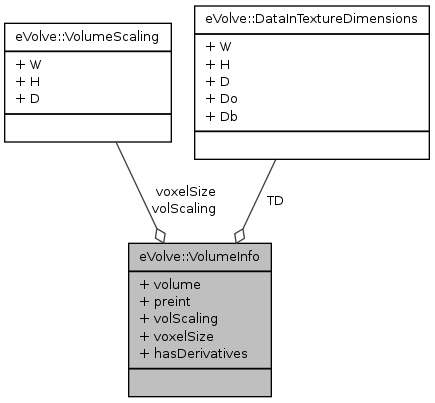 eVolve::VolumeScaling
+ W
+ H
+ D
eVolve::DataInTextureDimensions
+ W
+ H
+ D
+ Do
+ Db
voxelSize
volScaling
TD
eVolve::VolumeInfo
+ volume
+ preint
+ volScaling
+ voxelSize
+ hasDerivatives